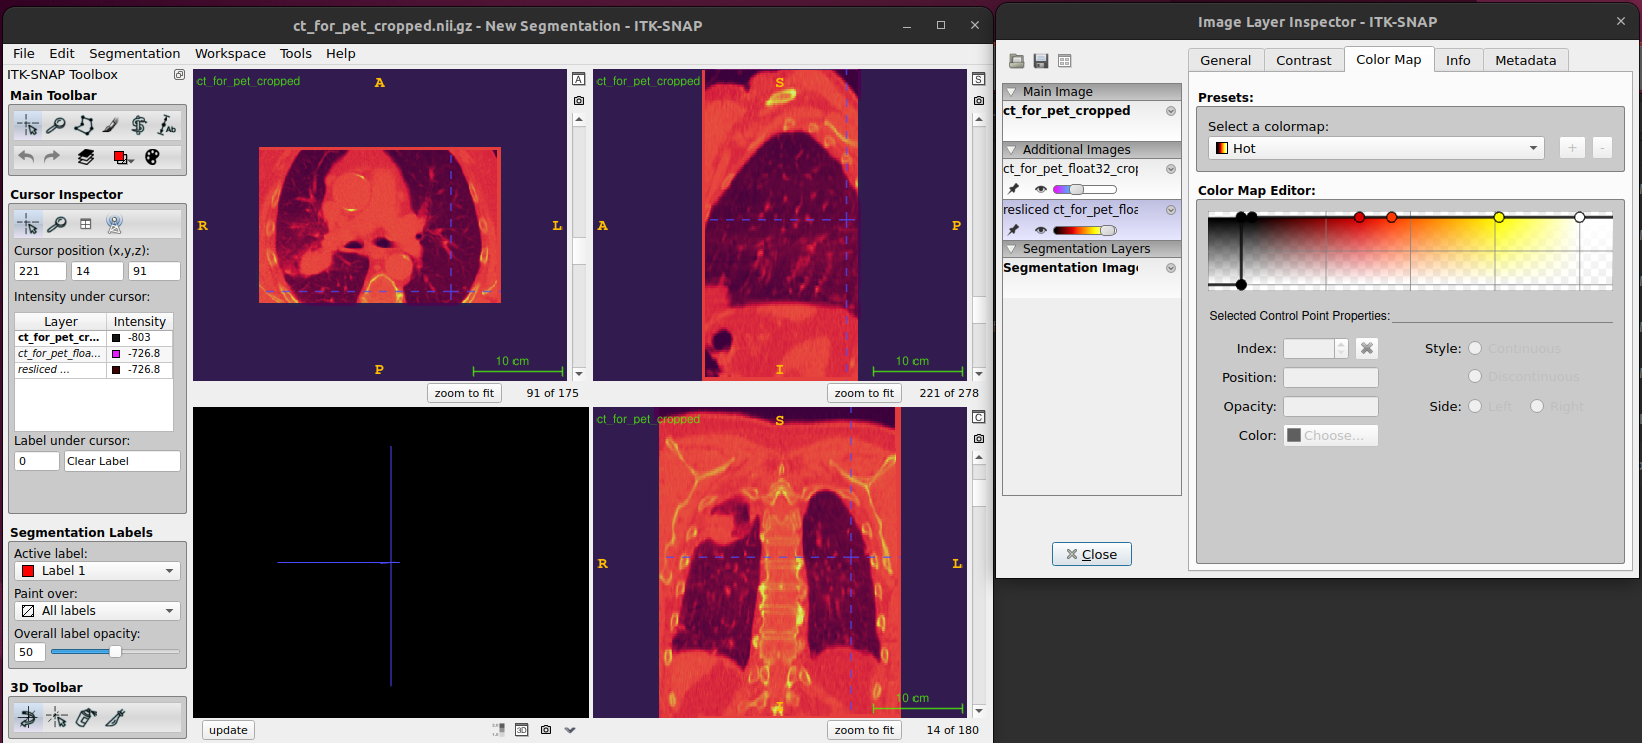 ct_for_pet_cropped.nii.gz - New Segmentation - ITK-SNAP
File Edit Segmentation Workspace Tools Help
ITK-SNAP Toolbox
Main Toolbar
Cursor Inspector
Cursor position (x,y,z):
221 14 91
Intensity under cursor:
Layer Intensity
ct_for_pet_cr... -803
ct_for_pet_floa... -726.8
resliced ... -726.8
Label under cursor:
0 Clear Label
Segmentation Labels
Active label:
Label 1
Paint over:
All labels
Overall label opacity:
50
3D Toolbar
ct_for_pet_cropped
A
R
L
P
10 cm
A
zoom to fit 91 of 175
ct_for_pet_cropped
S
A
P
I
10 cm
S
zoom to fit 221 of 278
update
3D
ct_for_pet_cropped
S
R
L
I
10 cm
C
zoom to fit 14 of 180
Image Layer Inspector - ITK-SNAP
Main Image
ct_for_pet_cropped
Additional Images
ct_for_pet_float32_crop
resliced ct_for_pet_floa
Segmentation Layers
Segmentation Image
Close
General Contrast Color Map Info Metadata
Presets:
Select a colormap:
Hot + -
Color Map Editor:
Selected Control Point Properties:
Index: Style: Continuous
Position: Discontinuous
Opacity: Side: Left Right
Color: Choose...